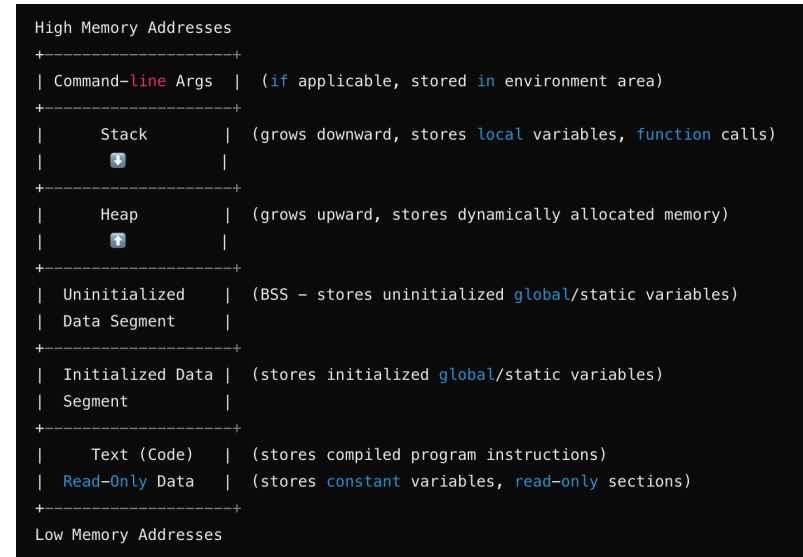 High Memory Addresses
+––––––––––––––––––––+
| Command–line Args  |  (if applicable, stored in environment area)
+––––––––––––––––––––+
|      Stack        |  (grows downward, stores local variables, function calls)
|       ⬇️          |
+––––––––––––––––––––+
|      Heap         |  (grows upward, stores dynamically allocated memory)
|       ⬆️          |
+––––––––––––––––––––+
|  Uninitialized    |  (BSS – stores uninitialized global/static variables)
|  Data Segment     |
+––––––––––––––––––––+
|  Initialized Data |  (stores initialized global/static variables)
|  Segment          |
+––––––––––––––––––––+
|     Text (Code)   |  (stores compiled program instructions)
|  Read–Only Data   |  (stores constant variables, read–only sections)
+––––––––––––––––––––+
Low Memory Addresses